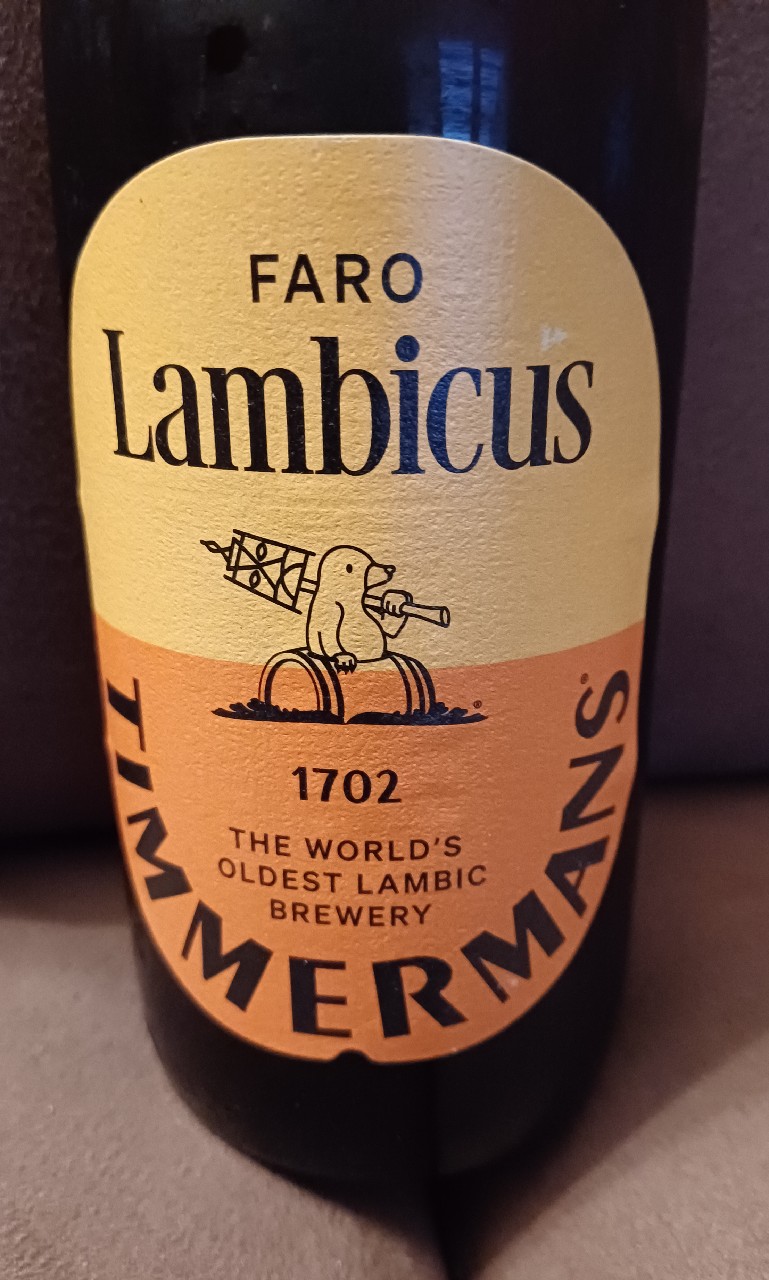 FARO
Lambicus
®
1702
THE WORLD'S
OLDEST LAMBIC
BREWERY
TIMMERMANS®